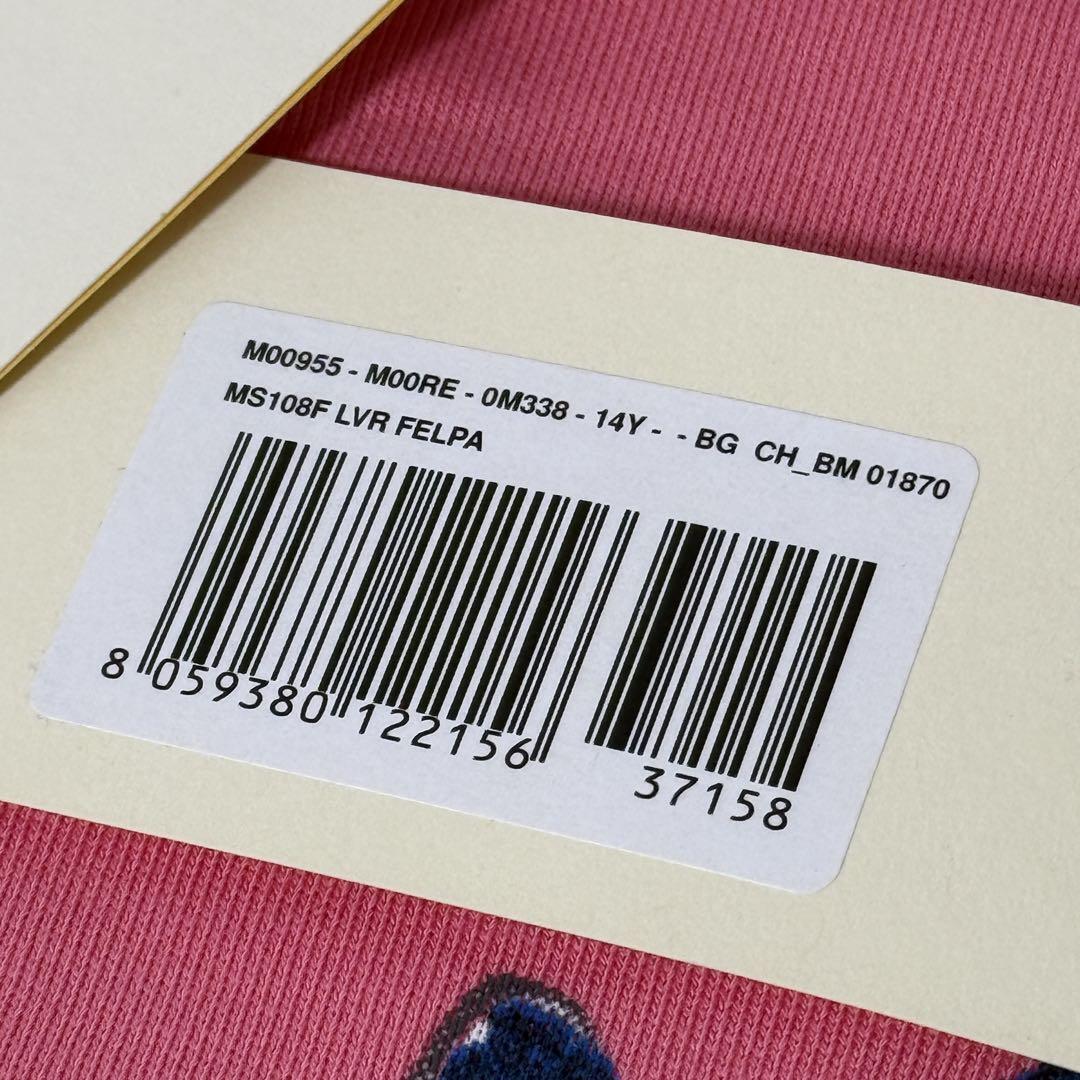 M00955 - M00RE - 0M338 - 14Y - - BG CH_BM 01870
MS108F LVR FELPA
8 059380 122156
37158